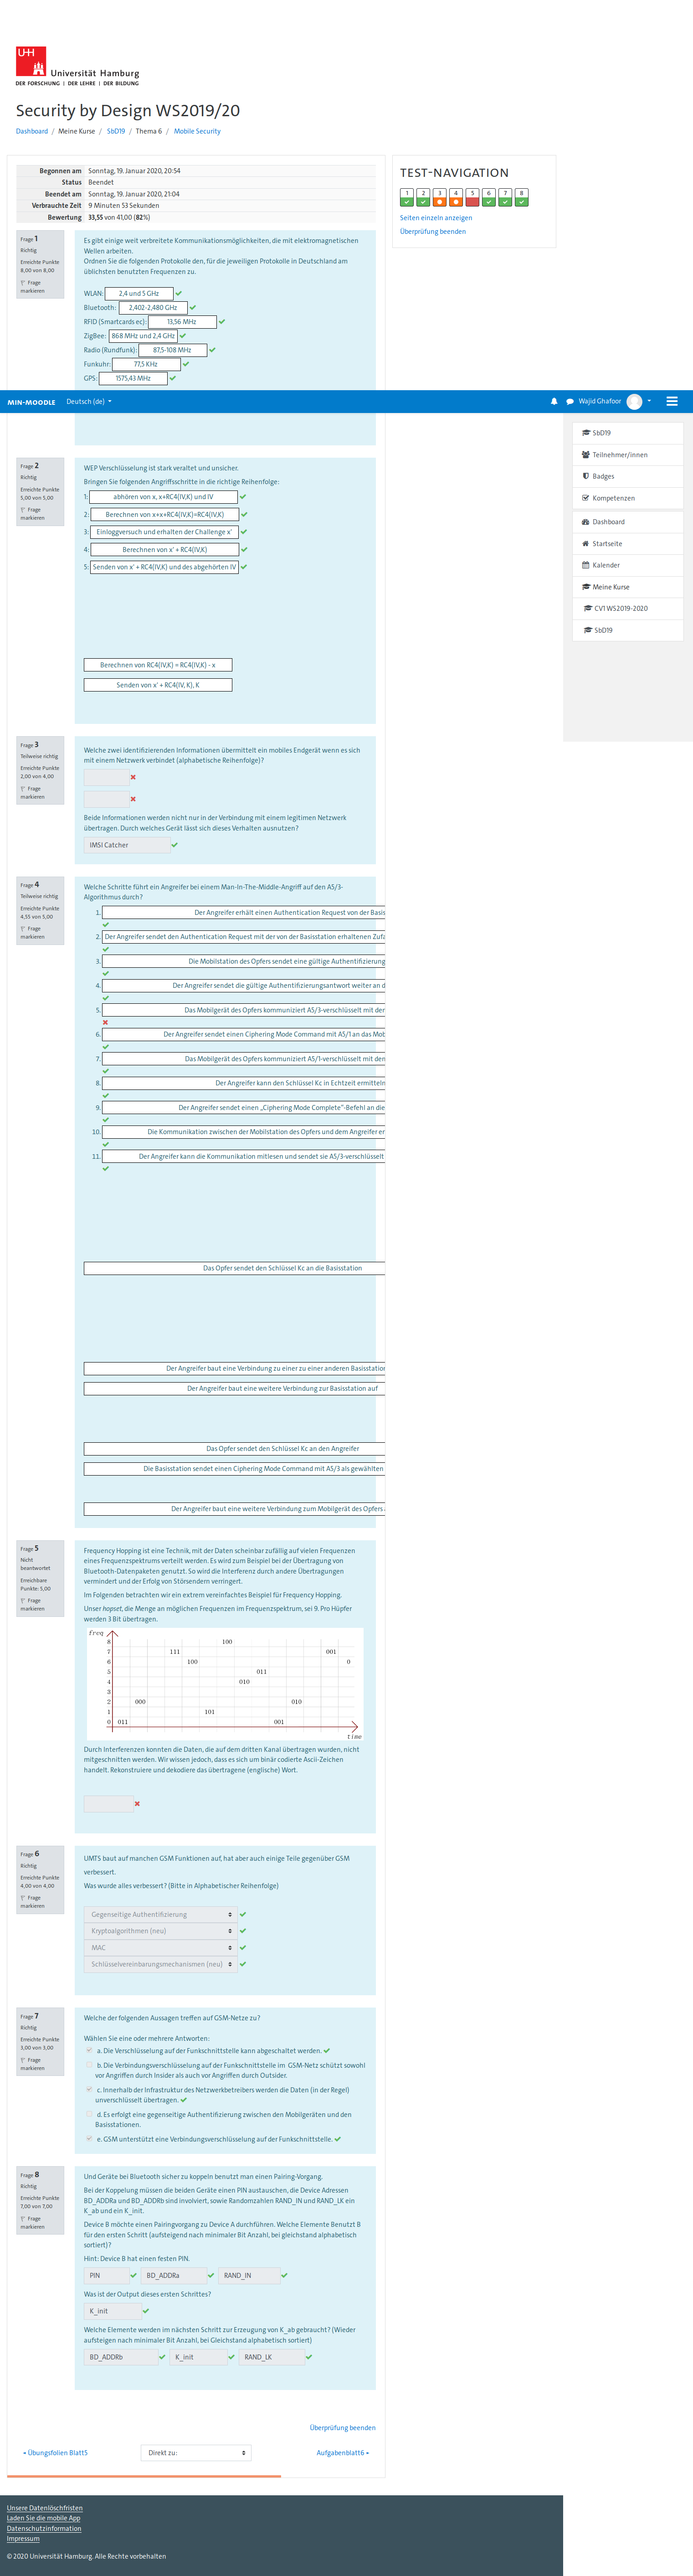 UHH
Universität Hamburg
DER FORSCHUNG | DER LEHRE | DER BILDUNG
Security by Design WS2019/20
Dashboard / Meine Kurse / SbD19 / Thema 6 / Mobile Security
Begonnen am Sonntag, 19. Januar 2020, 20:54
Status Beendet
Beendet am Sonntag, 19. Januar 2020, 21:04
Verbrauchte Zeit 9 Minuten 53 Sekunden
Bewertung 33,55 von 41,00 (82%)
TEST-NAVIGATION
1 2 3 4 5 6 7 8
Seiten einzeln anzeigen
Überprüfung beenden
Frage 1
Richtig
Erreichte Punkte
8,00 von 8,00
Frage
markieren
Es gibt einige weit verbreitete Kommunikationsmöglichkeiten, die mit elektromagnetischen
Wellen arbeiten.
Ordnen Sie die folgenden Protokolle den, für die jeweiligen Protokolle in Deutschland am
üblichsten benutzten Frequenzen zu.
WLAN: 2,4 und 5 GHz
Bluetooth: 2,402-2,480 GHz
RFID (Smartcards ec): 13,56 MHz
ZigBee: 868 MHz und 2,4 GHz
Radio (Rundfunk): 87,5-108 MHz
Funkuhr: 77,5 KHz
GPS: 1575,43 MHz
MIN-MOODLE Deutsch (de) Wajid Ghafoor
SbD19
Teilnehmer/innen
Badges
Kompetenzen
Dashboard
Startseite
Kalender
Meine Kurse
CV1 WS2019-2020
SbD19
Frage 2
Richtig
Erreichte Punkte
5,00 von 5,00
Frage
markieren
WEP Verschlüsselung ist stark veraltet und unsicher.
Bringen Sie folgenden Angriffsschritte in die richtige Reihenfolge:
1: abhören von x, x+RC4(IV,K) und IV
2: Berechnen von x+x+RC4(IV,K)=RC4(IV,K)
3: Einloggversuch und erhalten der Challenge x'
4: Berechnen von x' + RC4(IV,K)
5: Senden von x' + RC4(IV,K) und des abgehörten IV
Berechnen von RC4(IV,K) = RC4(IV,K) - x
Senden von x' + RC4(IV, K), K
Frage 3
Teilweise richtig
Erreichte Punkte
2,00 von 4,00
Frage
markieren
Welche zwei identifizierenden Informationen übermittelt ein mobiles Endgerät wenn es sich
mit einem Netzwerk verbindet (alphabetische Reihenfolge)?
Beide Informationen werden nicht nur in der Verbindung mit einem legitimen Netzwerk
übertragen. Durch welches Gerät lässt sich dieses Verhalten ausnutzen?
IMSI Catcher
Frage 4
Teilweise richtig
Erreichte Punkte
4,55 von 5,00
Frage
markieren
Welche Schritte führt ein Angreifer bei einem Man-In-The-Middle-Angriff auf den A5/3-
Algorithmus durch?
1. Der Angreifer erhält einen Authentication Request von der Basis
2. Der Angreifer sendet den Authentication Request mit der von der Basisstation erhaltenen Zufa
3. Die Mobilstation des Opfers sendet eine gültige Authentifizierung
4. Der Angreifer sendet die gültige Authentifizierungsantwort weiter an d
5. Das Mobilgerät des Opfers kommuniziert A5/3-verschlüsselt mit der
6. Der Angreifer sendet einen Ciphering Mode Command mit A5/1 an das Mob
7. Das Mobilgerät des Opfers kommuniziert A5/1-verschlüsselt mit der
8. Der Angreifer kann den Schlüssel Kc in Echtzeit ermitteln
9. Der Angreifer sendet einen „Ciphering Mode Complete"-Befehl an die
10. Die Kommunikation zwischen der Mobilstation des Opfers und dem Angreifer er
11. Der Angreifer kann die Kommunikation mitlesen und sendet sie A5/3-verschlüsselt
Das Opfer sendet den Schlüssel Kc an die Basisstation
Der Angreifer baut eine Verbindung zu einer zu einer anderen Basisstation
Der Angreifer baut eine weitere Verbindung zur Basisstation auf
Das Opfer sendet den Schlüssel Kc an den Angreifer
Die Basisstation sendet einen Ciphering Mode Command mit A5/3 als gewählten
Der Angreifer baut eine weitere Verbindung zum Mobilgerät des Opfers
Frage 5
Nicht
beantwortet
Erreichbare
Punkte: 5,00
Frage
markieren
Frequency Hopping ist eine Technik, mit der Daten scheinbar zufällig auf vielen Frequenzen
eines Frequenzspektrums verteilt werden. Es wird zum Beispiel bei der Übertragung von
Bluetooth-Datenpaketen genutzt. So wird die Interferenz durch andere Übertragungen
vermindert und der Erfolg von Störsendern verringert.
Im Folgenden betrachten wir ein extrem vereinfachtes Beispiel für Frequency Hopping.
Unser hopset, die Menge an möglichen Frequenzen im Frequenzspektrum, sei 9. Pro Hüpfer
werden 3 Bit übertragen.
freq
8 100
7 111 001
6 100 0
5 011
4 010
3
2 000 010
1 101
0 011 001
time
Durch Interferenzen konnten die Daten, die auf dem dritten Kanal übertragen wurden, nicht
mitgeschnitten werden. Wir wissen jedoch, dass es sich um binär codierte Ascii-Zeichen
handelt. Rekonstruiere und dekodiere das übertragene (englische) Wort.
Frage 6
Richtig
Erreichte Punkte
4,00 von 4,00
Frage
markieren
UMTS baut auf manchen GSM Funktionen auf, hat aber auch einige Teile gegenüber GSM
verbessert.
Was wurde alles verbessert? (Bitte in Alphabetischer Reihenfolge)
Gegenseitige Authentifizierung
Kryptoalgorithmen (neu)
MAC
Schlüsselvereinbarungsmechanismen (neu)
Frage 7
Richtig
Erreichte Punkte
3,00 von 3,00
Frage
markieren
Welche der folgenden Aussagen treffen auf GSM-Netze zu?
Wählen Sie eine oder mehrere Antworten:
a. Die Verschlüsselung auf der Funkschnittstelle kann abgeschaltet werden.
b. Die Verbindungsverschlüsselung auf der Funkschnittstelle im GSM-Netz schützt sowohl
vor Angriffen durch Insider als auch vor Angriffen durch Outsider.
c. Innerhalb der Infrastruktur des Netzwerkbetreibers werden die Daten (in der Regel)
unverschlüsselt übertragen.
d. Es erfolgt eine gegenseitige Authentifizierung zwischen den Mobilgeräten und den
Basisstationen.
e. GSM unterstützt eine Verbindungsverschlüsselung auf der Funkschnittstelle.
Frage 8
Richtig
Erreichte Punkte
7,00 von 7,00
Frage
markieren
Und Geräte bei Bluetooth sicher zu koppeln benutzt man einen Pairing-Vorgang.
Bei der Koppelung müssen die beiden Geräte einen PIN austauschen, die Device Adressen
BD_ADDRa und BD_ADDRb sind involviert, sowie Randomzahlen RAND_IN und RAND_LK ein
K_ab und ein K_init.
Device B möchte einen Pairingvorgang zu Device A durchführen. Welche Elemente Benutzt B
für den ersten Schritt (aufsteigend nach minimaler Bit Anzahl, bei gleichstand alphabetisch
sortiert)?
Hint: Device B hat einen festen PIN.
PIN BD_ADDRa RAND_IN
Was ist der Output dieses ersten Schrittes?
K_init
Welche Elemente werden im nächsten Schritt zur Erzeugung von K_ab gebraucht? (Wieder
aufsteigen nach minimaler Bit Anzahl, bei Gleichstand alphabetisch sortiert)
BD_ADDRb K_init RAND_LK
Überprüfung beenden
Übungsfolien Blatt5 Direkt zu: Aufgabenblatt6
Unsere Datenlöschfristen
Laden Sie die mobile App
Datenschutzinformation
Impressum
© 2020 Universität Hamburg. Alle Rechte vorbehalten